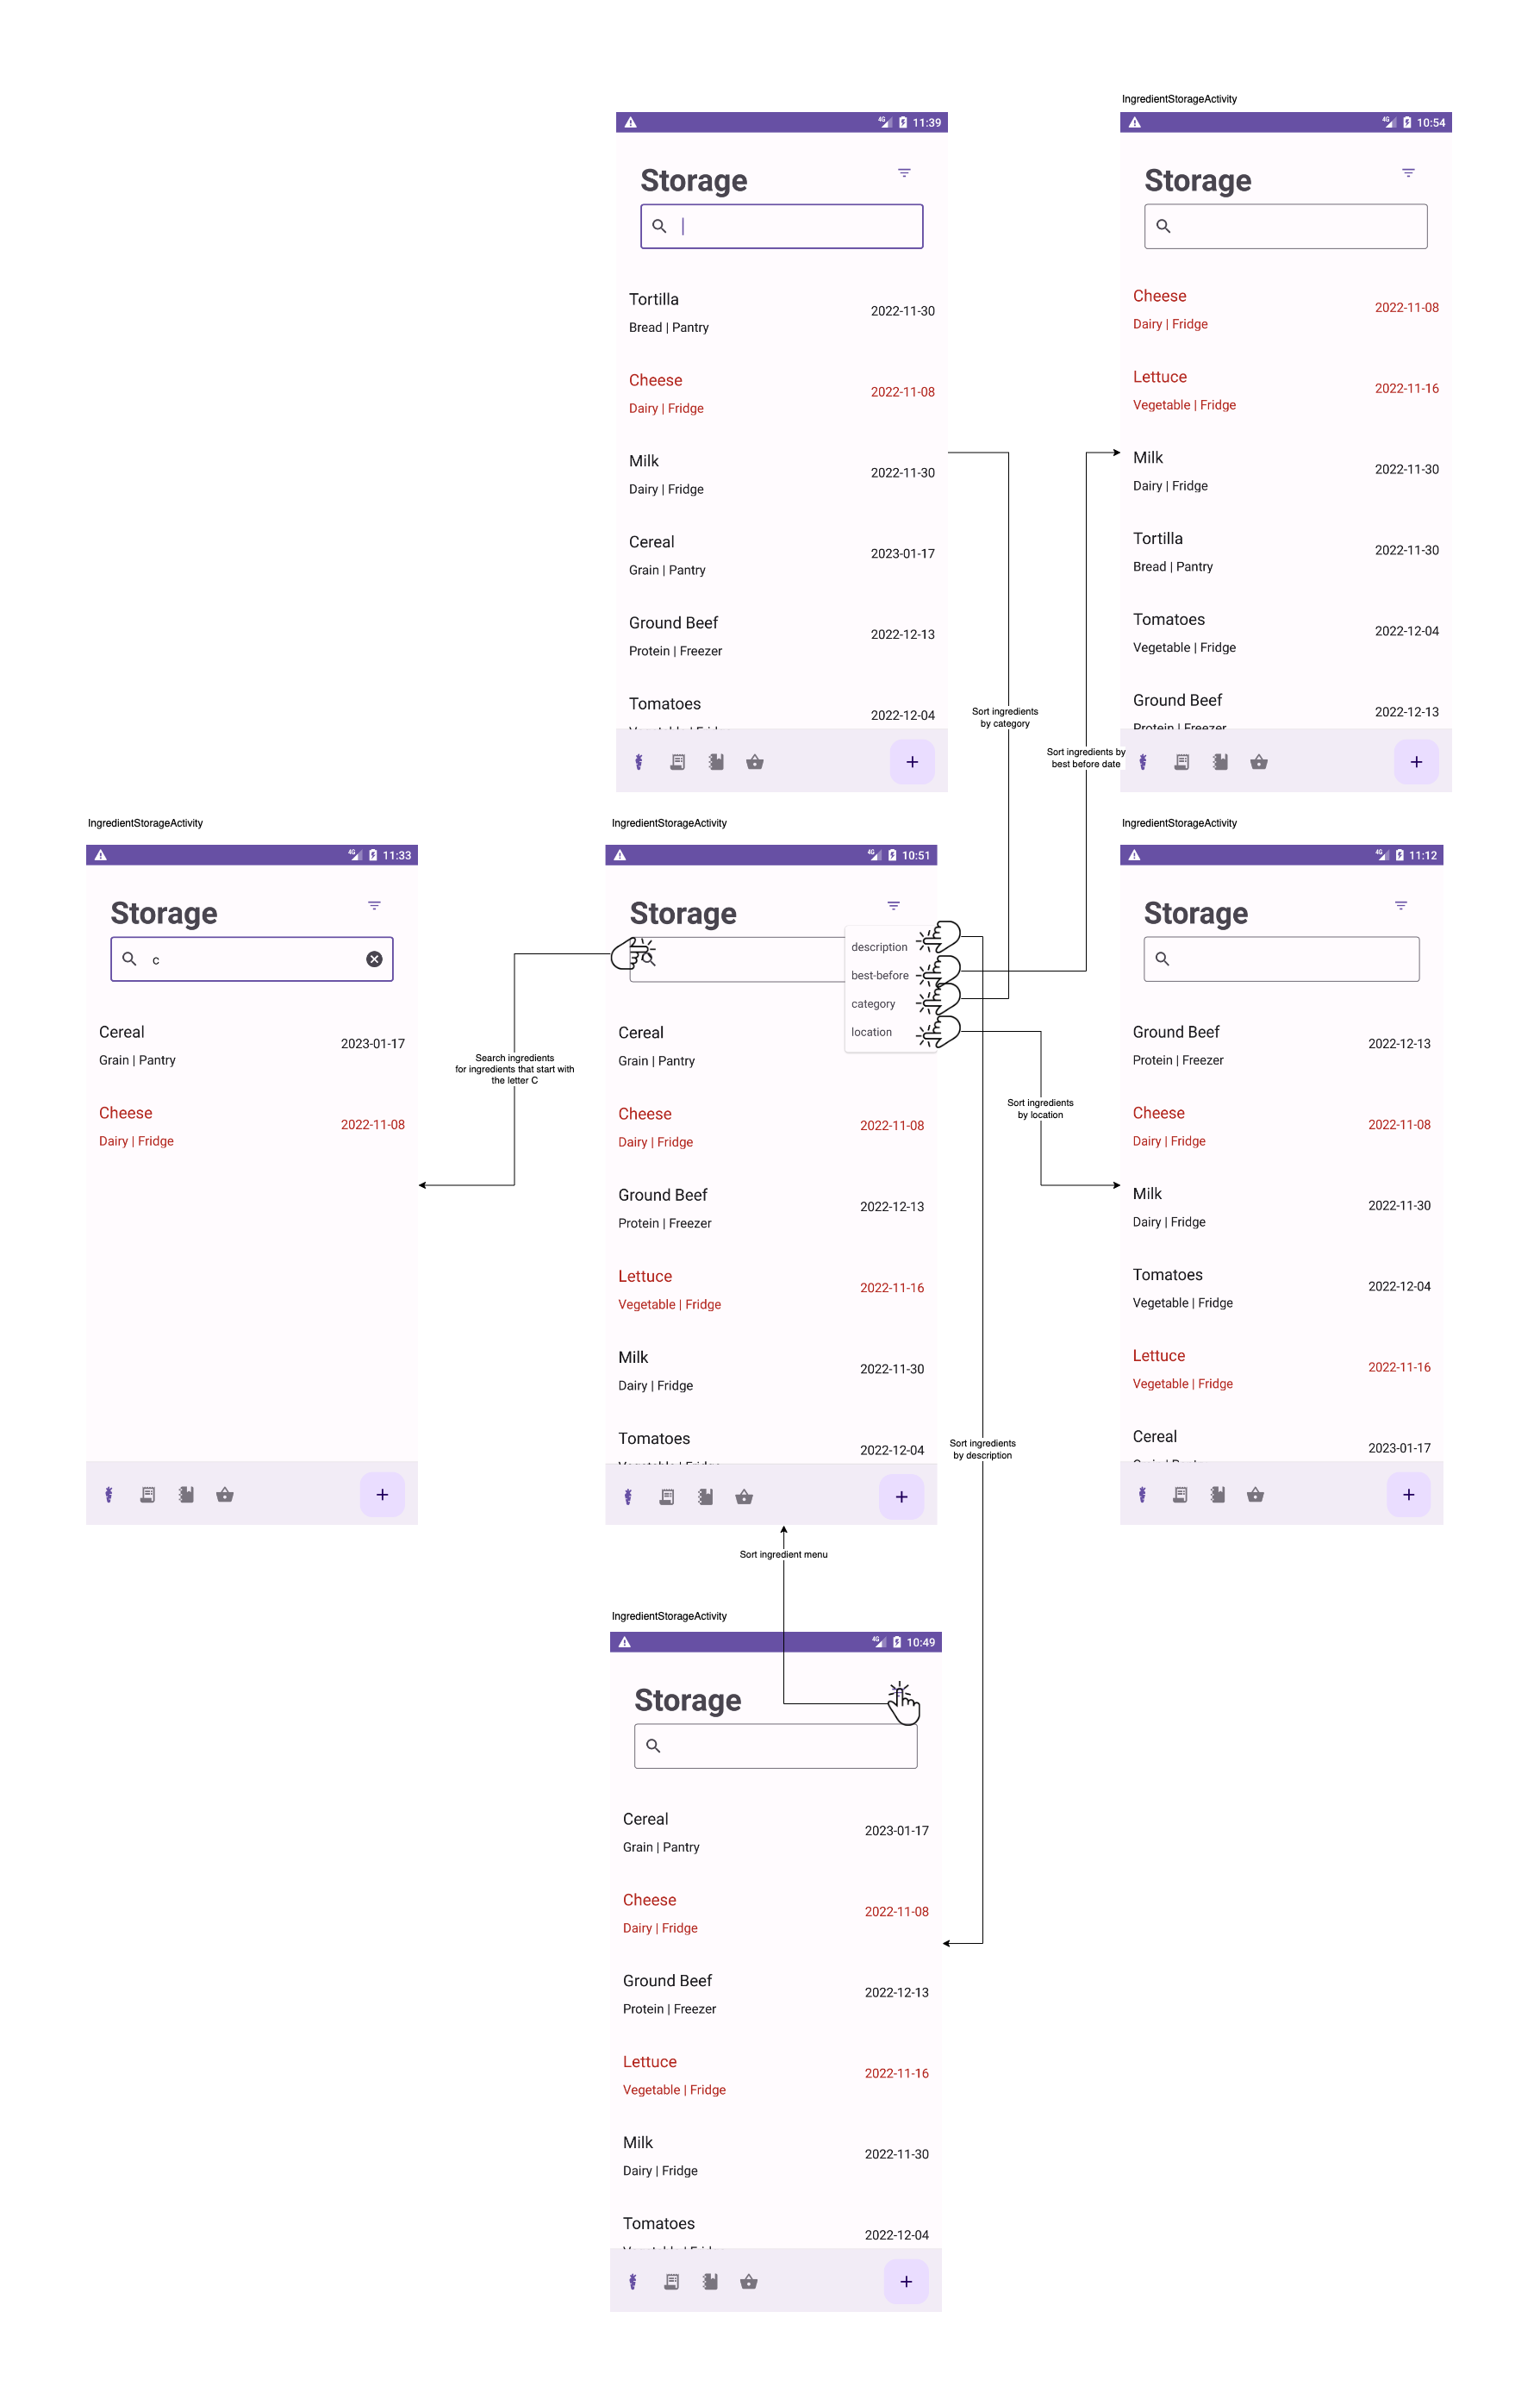 IngredientStorageActivity
4G 11:39
Storage
Tortilla
2022-11-30
Bread | Pantry
Cheese
2022-11-08
Dairy | Fridge
Milk
2022-11-30
Dairy | Fridge
Cereal
2023-01-17
Grain | Pantry
Ground Beef
2022-12-13
Protein | Freezer
Tomatoes
2022-12-04
+
4G 10:54
Storage
Cheese
2022-11-08
Dairy | Fridge
Lettuce
2022-11-16
Vegetable | Fridge
Milk
2022-11-30
Dairy | Fridge
Tortilla
2022-11-30
Bread | Pantry
Tomatoes
2022-12-04
Vegetable | Fridge
Ground Beef
2022-12-13
Protein | Freezer
+
Sort ingredients
by category
Sort ingredients by
best before date
IngredientStorageActivity
4G 11:33
Storage
c
Cereal
2023-01-17
Grain | Pantry
Cheese
2022-11-08
Dairy | Fridge
+
Search ingredients
for ingredients that start with
the letter C
IngredientStorageActivity
4G 10:51
Storage
description
best-before
category
location
Cereal
Grain | Pantry
Cheese
2022-11-08
Dairy | Fridge
Ground Beef
2022-12-13
Protein | Freezer
Lettuce
2022-11-16
Vegetable | Fridge
Milk
2022-11-30
Dairy | Fridge
Tomatoes
2022-12-04
+
Sort ingredients
by location
Sort ingredients
by description
IngredientStorageActivity
4G 11:12
Storage
Ground Beef
2022-12-13
Protein | Freezer
Cheese
2022-11-08
Dairy | Fridge
Milk
2022-11-30
Dairy | Fridge
Tomatoes
2022-12-04
Vegetable | Fridge
Lettuce
2022-11-16
Vegetable | Fridge
Cereal
2023-01-17
+
Sort ingredient menu
IngredientStorageActivity
4G 10:49
Storage
Cereal
2023-01-17
Grain | Pantry
Cheese
2022-11-08
Dairy | Fridge
Ground Beef
2022-12-13
Protein | Freezer
Lettuce
2022-11-16
Vegetable | Fridge
Milk
2022-11-30
Dairy | Fridge
Tomatoes
2022-12-04
+